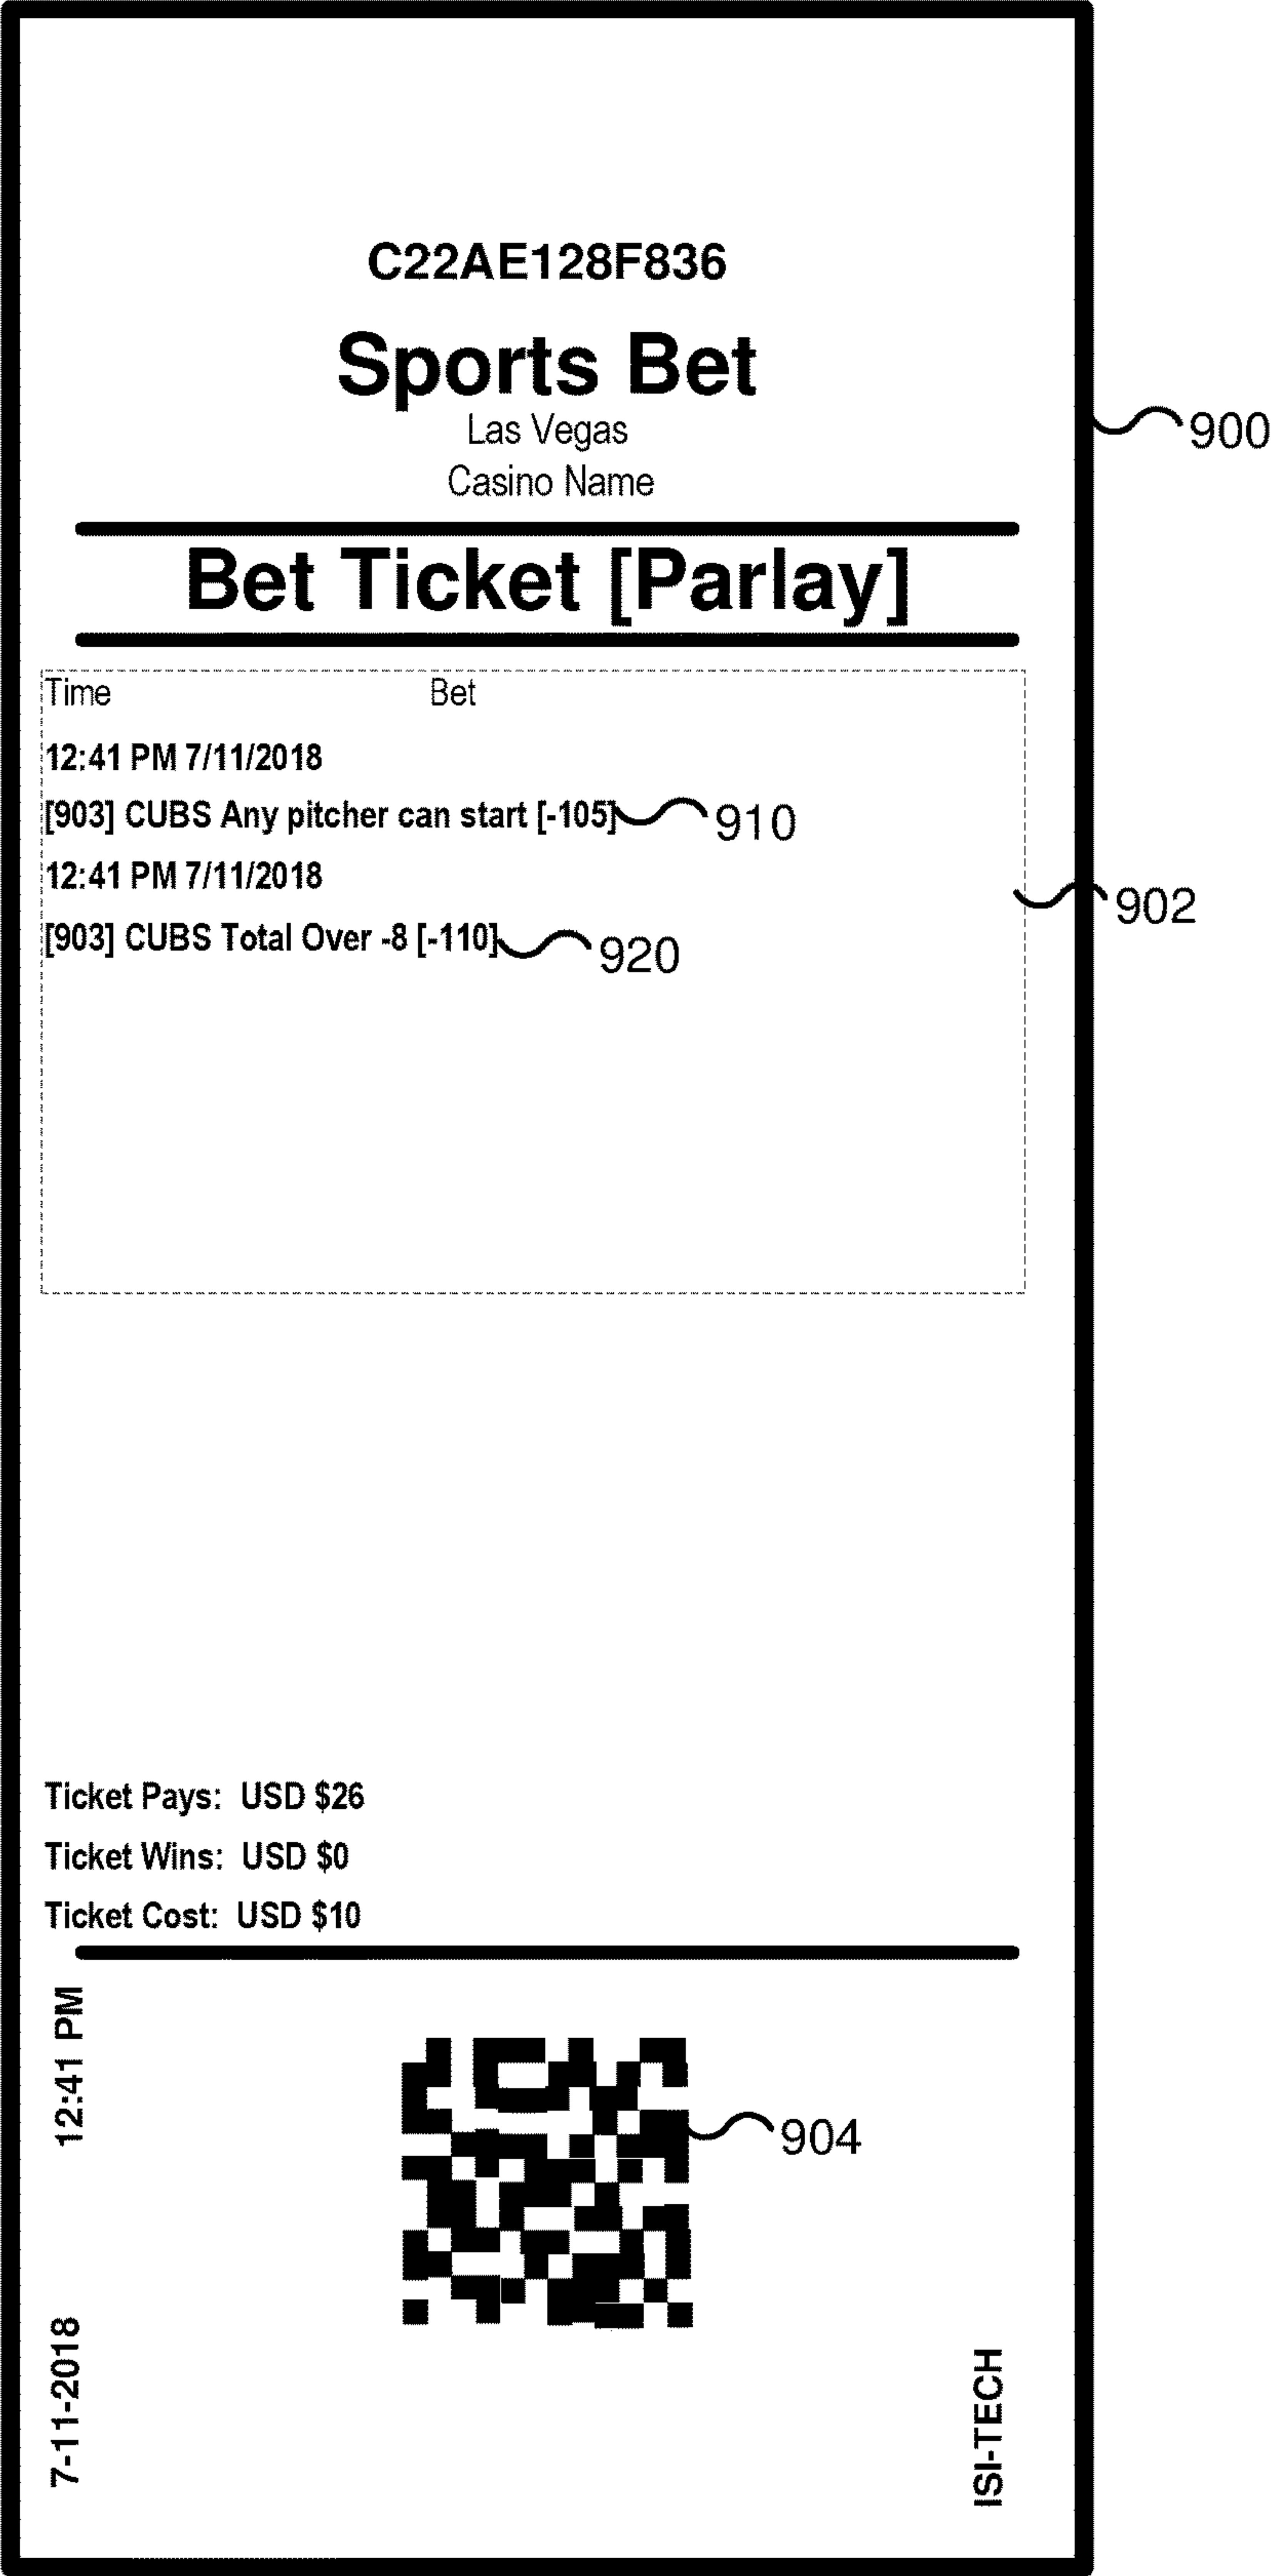 C22AE128F836
Sports Bet
Las Vegas
Casino Name
900
Bet Ticket [Parlay]
Time Bet
12:41 PM 7/11/2018
[903] CUBS Any pitcher can start [-105] 910
12:41 PM 7/11/2018
902
[903] CUBS Total Over -8 [-110] 920
Ticket Pays: USD $26
Ticket Wins: USD $0
Ticket Cost: USD $10
12:41 PM
904
7-11-2018
ISI-TECH